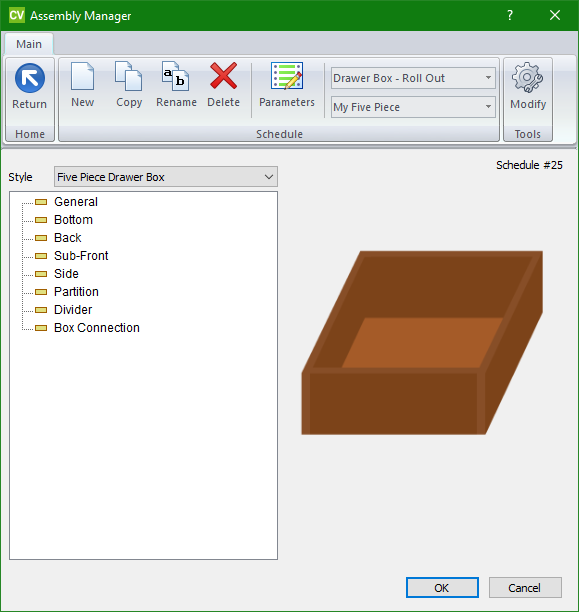 CV Assembly Manager ?
Main
Return New Copy Rename Delete Parameters Drawer Box - Roll Out Modify
a b My Five Piece
Home Schedule Tools
Schedule #25
Style Five Piece Drawer Box
General
Bottom
Back
Sub-Front
Side
Partition
Divider
Box Connection
OK Cancel